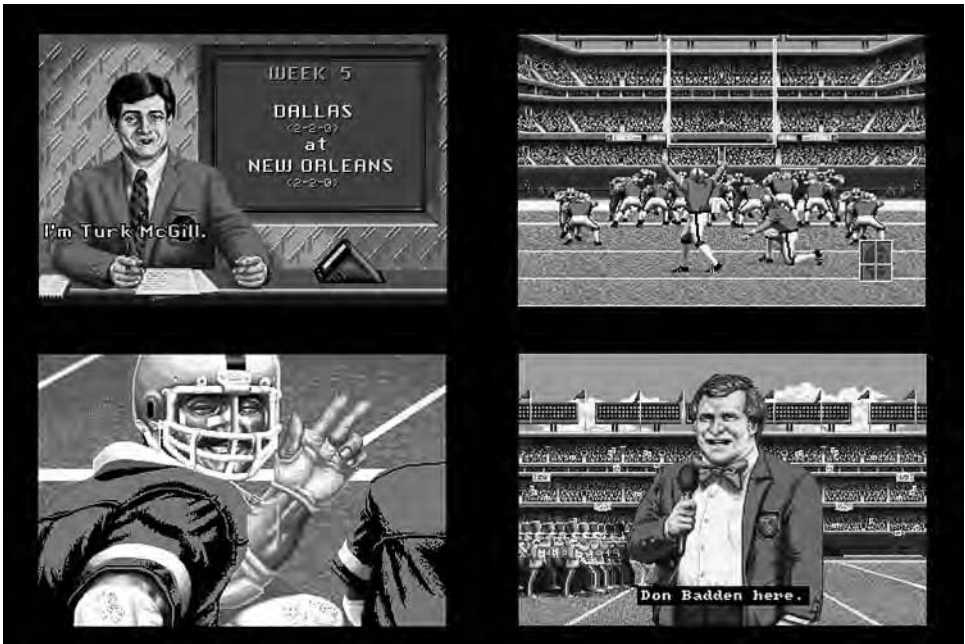 WEEK 5
DALLAS
(2-2-0)
at
NEW ORLEANS
(2-2-0)
I'm Turk McGill.
Don Badden here.